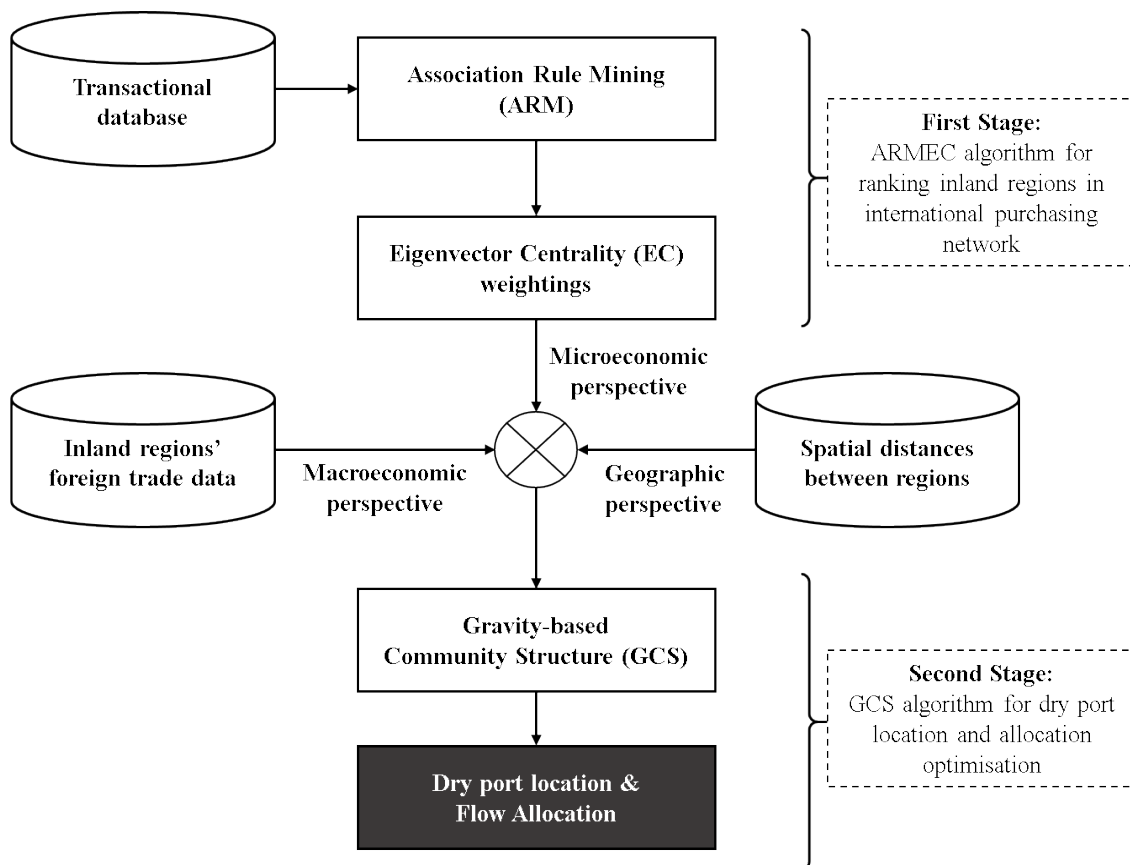 Transactional
database
Association Rule Mining
(ARM)
First Stage:
ARMEC algorithm for
ranking inland regions in
international purchasing
network
Eigenvector Centrality (EC)
weightings
Microeconomic
perspective
Inland regions’
foreign trade data
Macroeconomic
perspective
Geographic
perspective
Spatial distances
between regions
Gravity-based
Community Structure (GCS)
Second Stage:
GCS algorithm for dry port
location and allocation
optimisation
Dry port location &
Flow Allocation